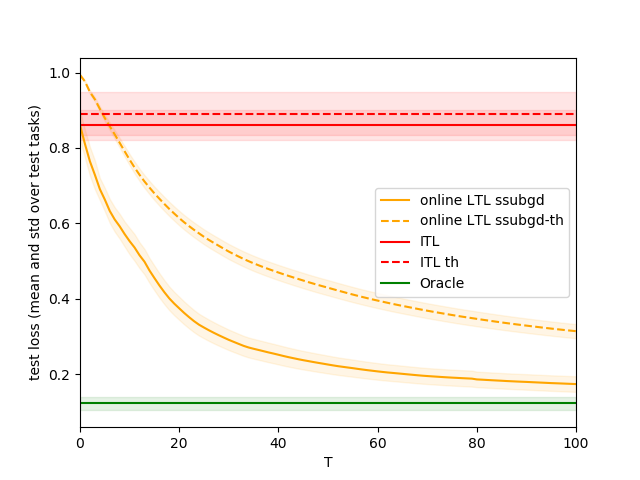 test loss (mean and std over test tasks)
1.0
0.8
0.6
0.4
0.2
online LTL ssubgd
online LTL ssubgd-th
ITL
ITL th
Oracle
0 20 40 60 80 100
T